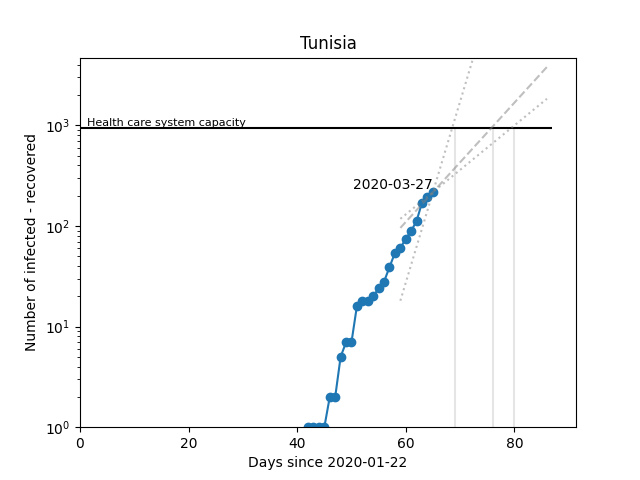 Tunisia
Number of infected - recovered
10³
10²
10¹
10⁰
Health care system capacity
2020-03-27
0 20 40 60 80
Days since 2020-01-22